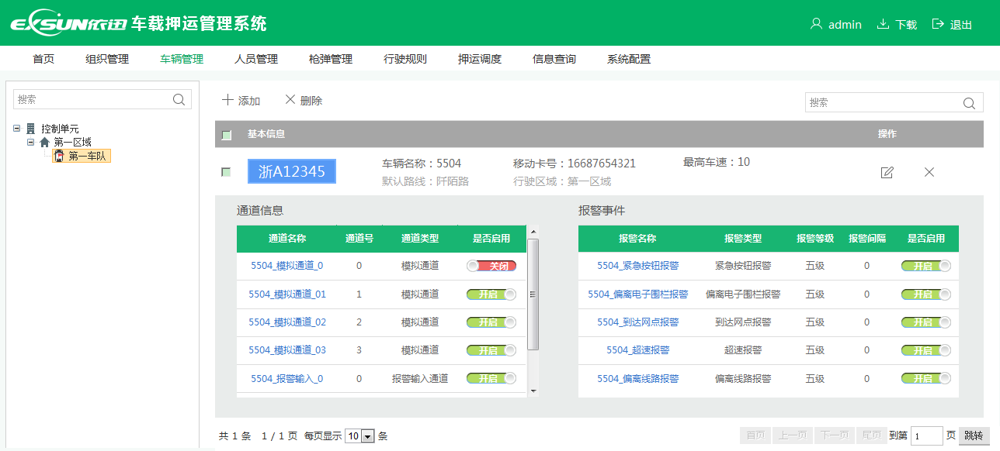 EXSUN依迅 车载押运管理系统 admin 下载 退出
首页 组织管理 车辆管理 人员管理 枪弹管理 行驶规则 押运调度 信息查询 系统配置
搜索
控制单元
第一区域
第一车队
添加 删除 搜索
基本信息 操作
浙A12345 车辆名称：5504 移动卡号：16687654321 最高车速：10
默认路线：阡陌路 行驶区域：第一区域
通道信息
通道名称 通道号 通道类型 是否启用
5504_模拟通道_0 0 模拟通道 关闭
5504_模拟通道_01 1 模拟通道 开启
5504_模拟通道_02 2 模拟通道 开启
5504_模拟通道_03 3 模拟通道 开启
5504_报警输入_0 0 报警输入通道 开启
报警事件
报警名称 报警类型 报警等级 报警间隔 是否启用
5504_紧急按钮报警 紧急按钮报警 五级 0 开启
5504_偏离电子围栏报警 偏离电子围栏报警 五级 0 开启
5504_到达网点报警 到达网点报警 五级 0 开启
5504_超速报警 超速报警 五级 0 开启
5504_偏离线路报警 偏离线路报警 五级 0 开启
共 1 条 1 / 1 页 每页显示 10 条 首页 上一页 下一页 尾页 到第 1 页 跳转